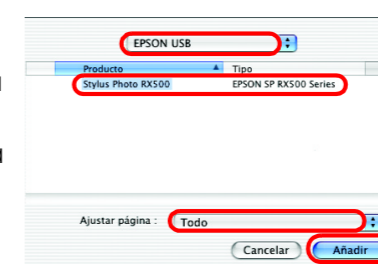 EPSON USB
Producto Tipo
Stylus Photo RX500 EPSON SP RX500 Series
Ajustar página : Todo
Cancelar Añadir